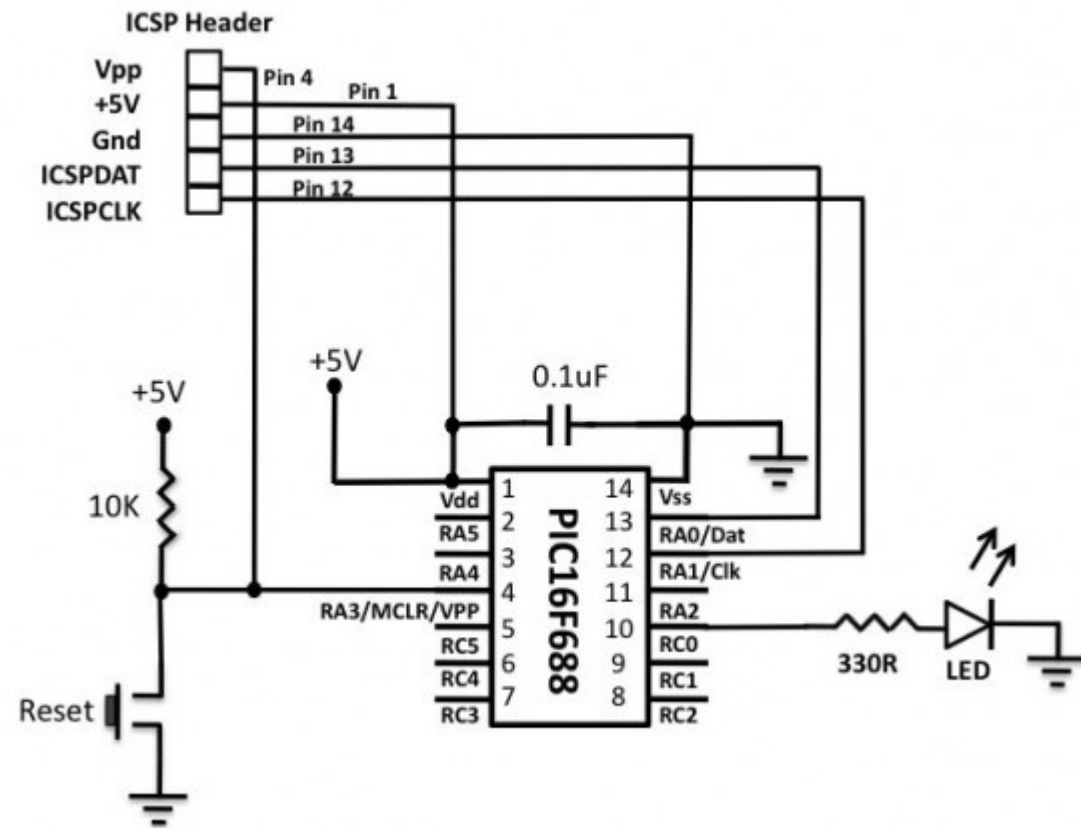 ICSP Header
Vpp
Pin 4
+5V
Pin 1
Gnd
Pin 14
ICSPDAT
Pin 13
ICSPCLK
Pin 12
+5V
0.1uF
+5V
10K
1
14
Vdd
Vss
2
13
RA5
RA0/Dat
3
12
RA4
RA1/Clk
4
11
RA3/MCLR/VPP
RA2
5
10
RC5
RC0
6
9
RC4
RC1
7
8
RC3
RC2
PIC16F688
330R
LED
Reset